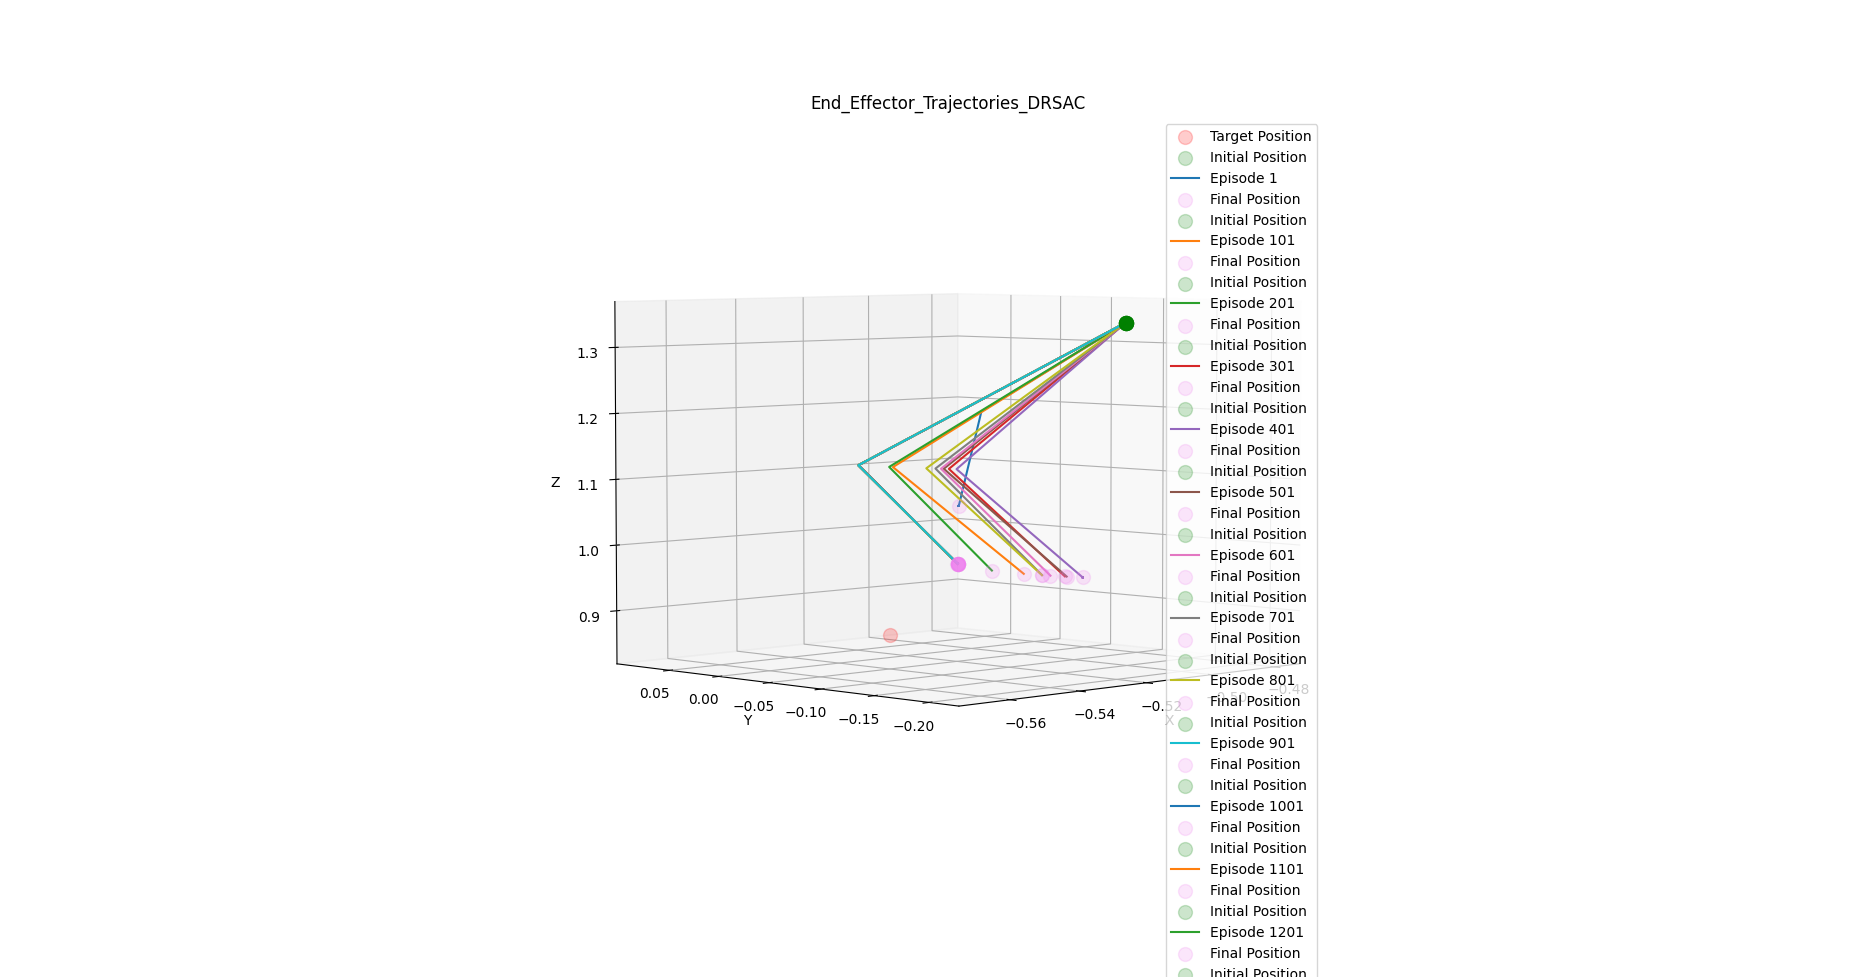 End_Effector_Trajectories_DRSAC
Target Position
Initial Position
Episode 1
Final Position
Initial Position
Episode 101
Final Position
Initial Position
Episode 201
Final Position
Initial Position
Episode 301
Final Position
Initial Position
Episode 401
Final Position
Initial Position
Episode 501
Final Position
Initial Position
Episode 601
Final Position
Initial Position
Episode 701
Final Position
Initial Position
Episode 801
Final Position
Initial Position
Episode 901
Final Position
Initial Position
Episode 1001
Final Position
Initial Position
Episode 1101
Final Position
Initial Position
Episode 1201
Final Position
Initial Position
1.3
1.2
1.1
1.0
0.9
Z
0.05
0.00
−0.05
−0.10
−0.15
−0.20
Y
−0.56
−0.54
−0.52
−0.50
−0.48
X